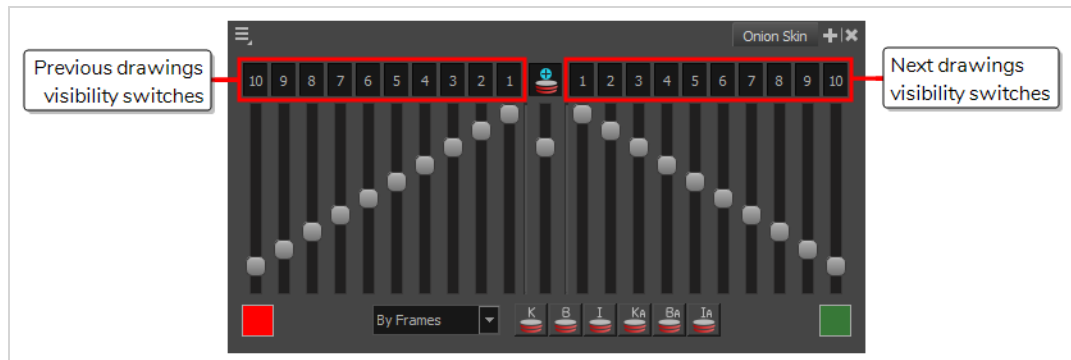 Onion Skin
Previous drawings
visibility switches
10 9 8 7 6 5 4 3 2 1
1 2 3 4 5 6 7 8 9 10
Next drawings
visibility switches
By Frames
K B I KA BA IA